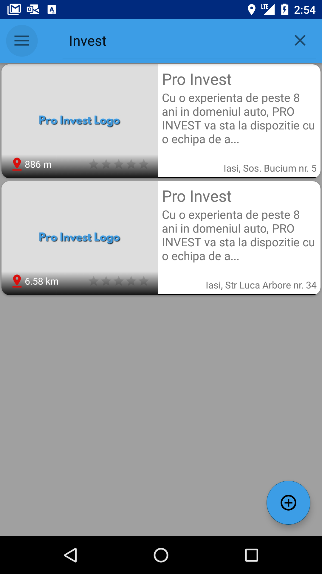 LTE 2:54
Invest
Pro Invest
Cu o experienta de peste 8
ani in domeniul auto, PRO
INVEST va sta la dispozitie cu
o echipa de a...
Pro Invest Logo
886 m
Iasi, Sos. Bucium nr. 5
Pro Invest
Cu o experienta de peste 8
ani in domeniul auto, PRO
INVEST va sta la dispozitie cu
o echipa de a...
Pro Invest Logo
6.58 km
Iasi, Str Luca Arbore nr. 34